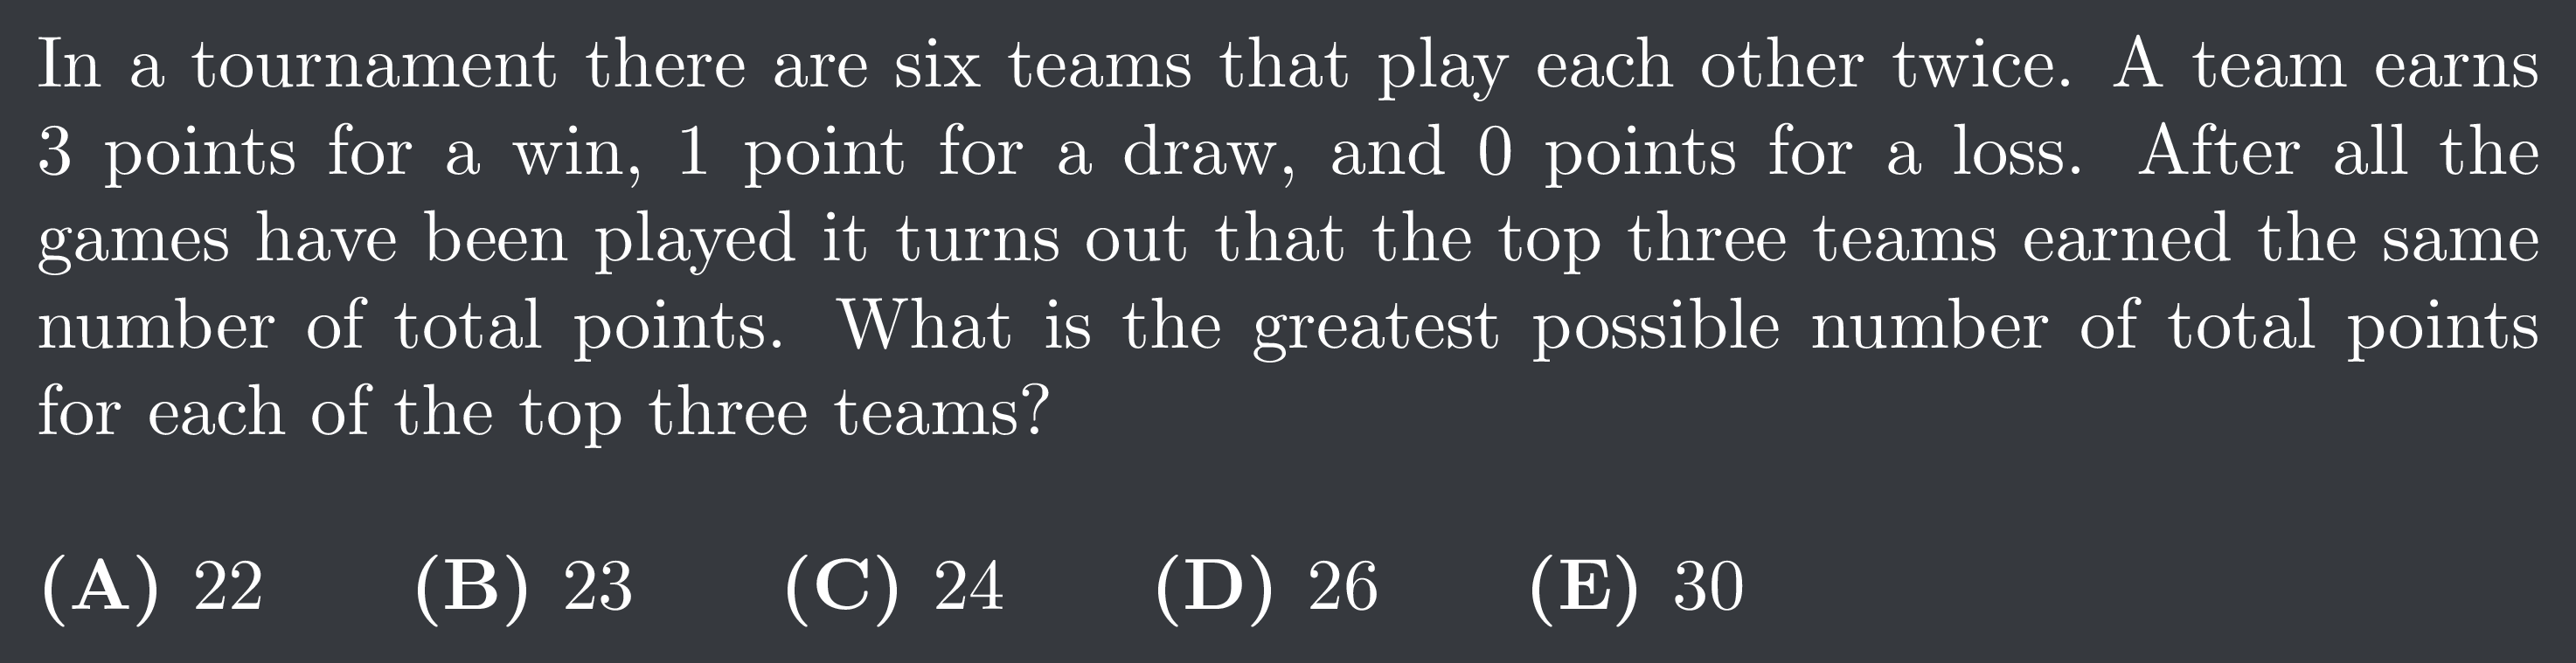 In a tournament there are six teams that play each other twice. A team earns
3 points for a win, 1 point for a draw, and 0 points for a loss. After all the
games have been played it turns out that the top three teams earned the same
number of total points. What is the greatest possible number of total points
for each of the top three teams?
(A) 22 (B) 23 (C) 24 (D) 26 (E) 30